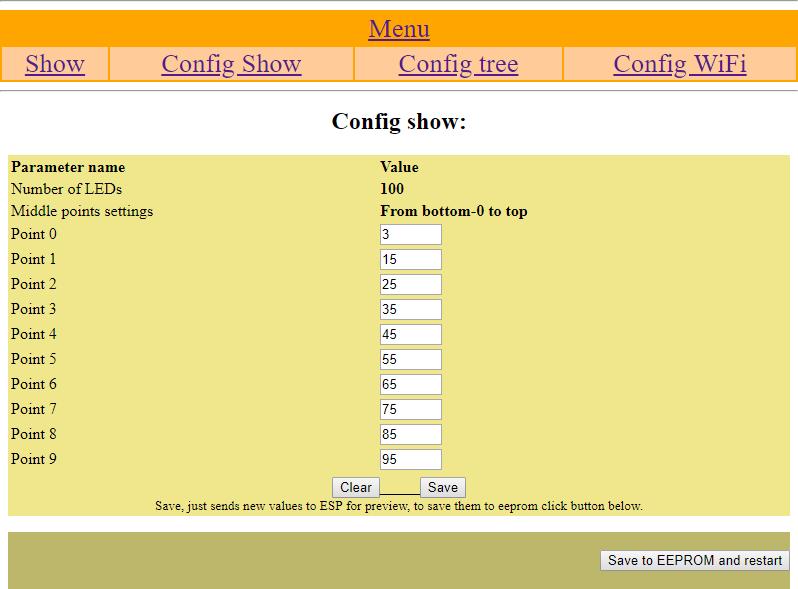 Menu
Show Config Show Config tree Config WiFi
Config show:
Parameter name Value
Number of LEDs 100
Middle points settings From bottom-0 to top
Point 0 3
Point 1 15
Point 2 25
Point 3 35
Point 4 45
Point 5 55
Point 6 65
Point 7 75
Point 8 85
Point 9 95
Clear Save
Save, just sends new values to ESP for preview, to save them to eeprom click button below.
Save to EEPROM and restart